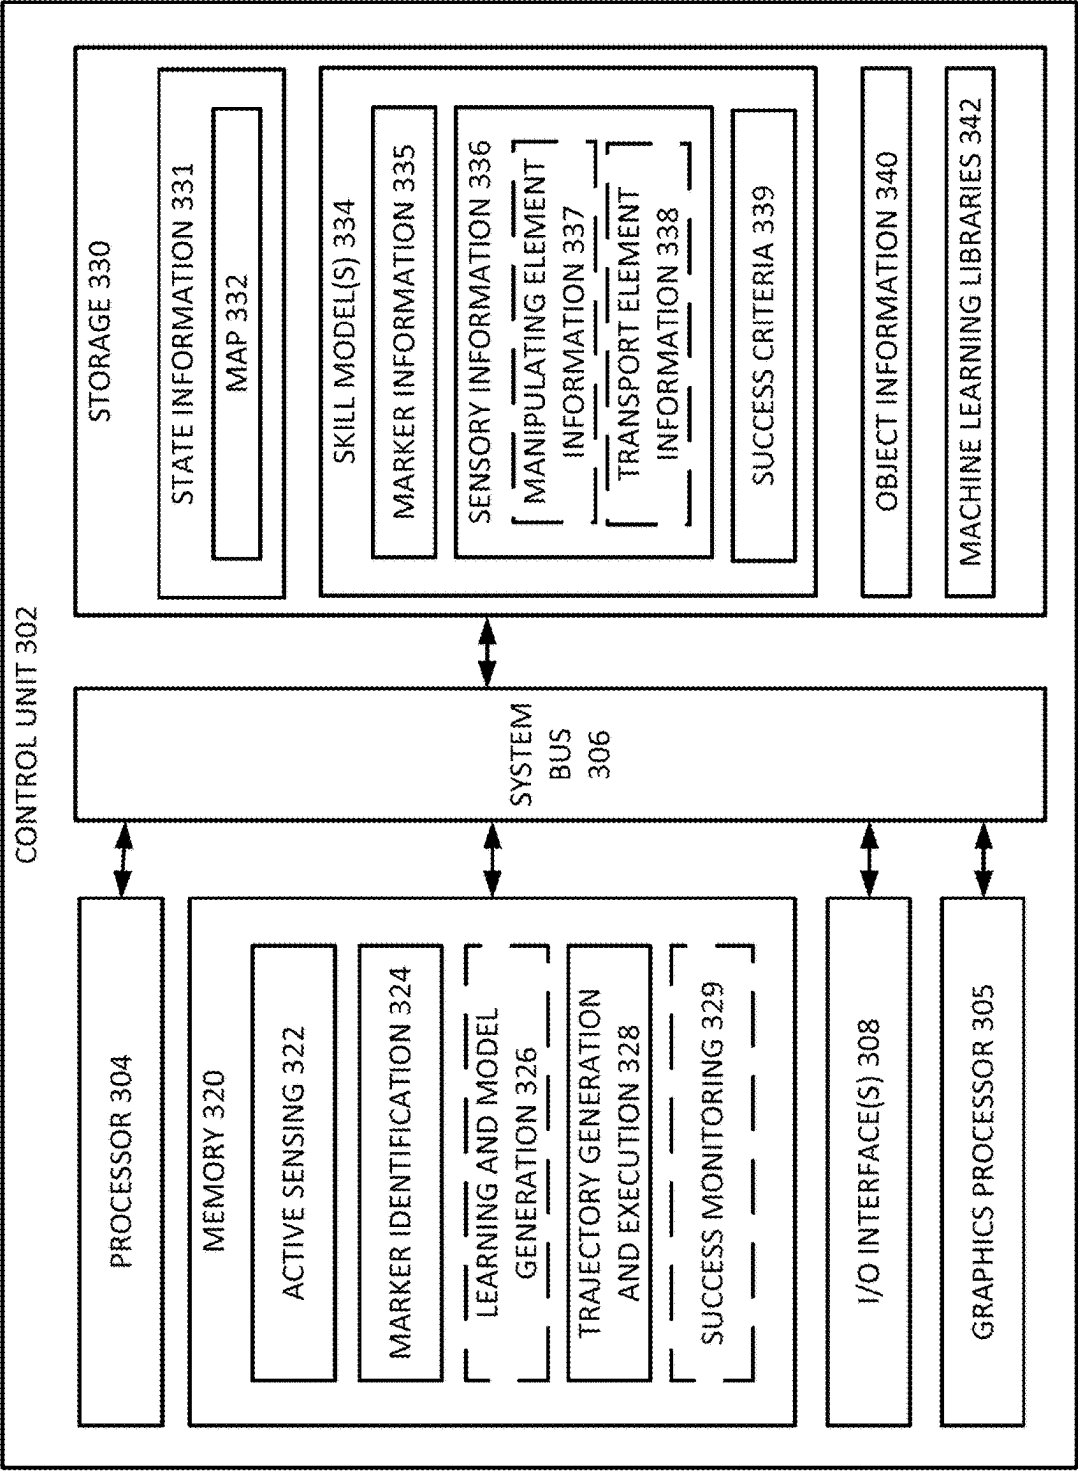 CONTROL UNIT 302
PROCESSOR 304
MEMORY 320
ACTIVE SENSING 322
MARKER IDENTIFICATION 324
LEARNING AND MODEL
GENERATION 326
TRAJECTORY GENERATION
AND EXECUTION 328
SUCCESS MONITORING 329
I/O INTERFACE(S) 308
GRAPHICS PROCESSOR 305
SYSTEM
BUS
306
STORAGE 330
STATE INFORMATION 331
MAP 332
SKILL MODEL(S) 334
MARKER INFORMATION 335
SENSORY INFORMATION 336
MANIPULATING ELEMENT
INFORMATION 337
TRANSPORT ELEMENT
INFORMATION 338
SUCCESS CRITERIA 339
OBJECT INFORMATION 340
MACHINE LEARNING LIBRARIES 342